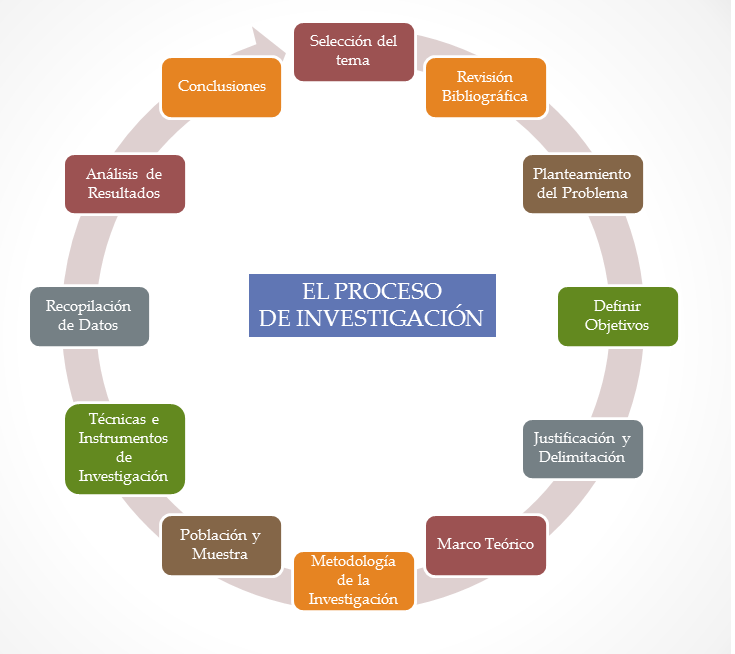 Selección del
tema
Revisión
Bibliográfica
Planteamiento
del Problema
Definir
Objetivos
Justificación y
Delimitación
Marco Teórico
Metodología
de la
Investigación
Población y
Muestra
Técnicas e
Instrumentos
de
Investigación
Recopilación
de Datos
Análisis de
Resultados
Conclusiones
EL PROCESO
DE INVESTIGACIÓN